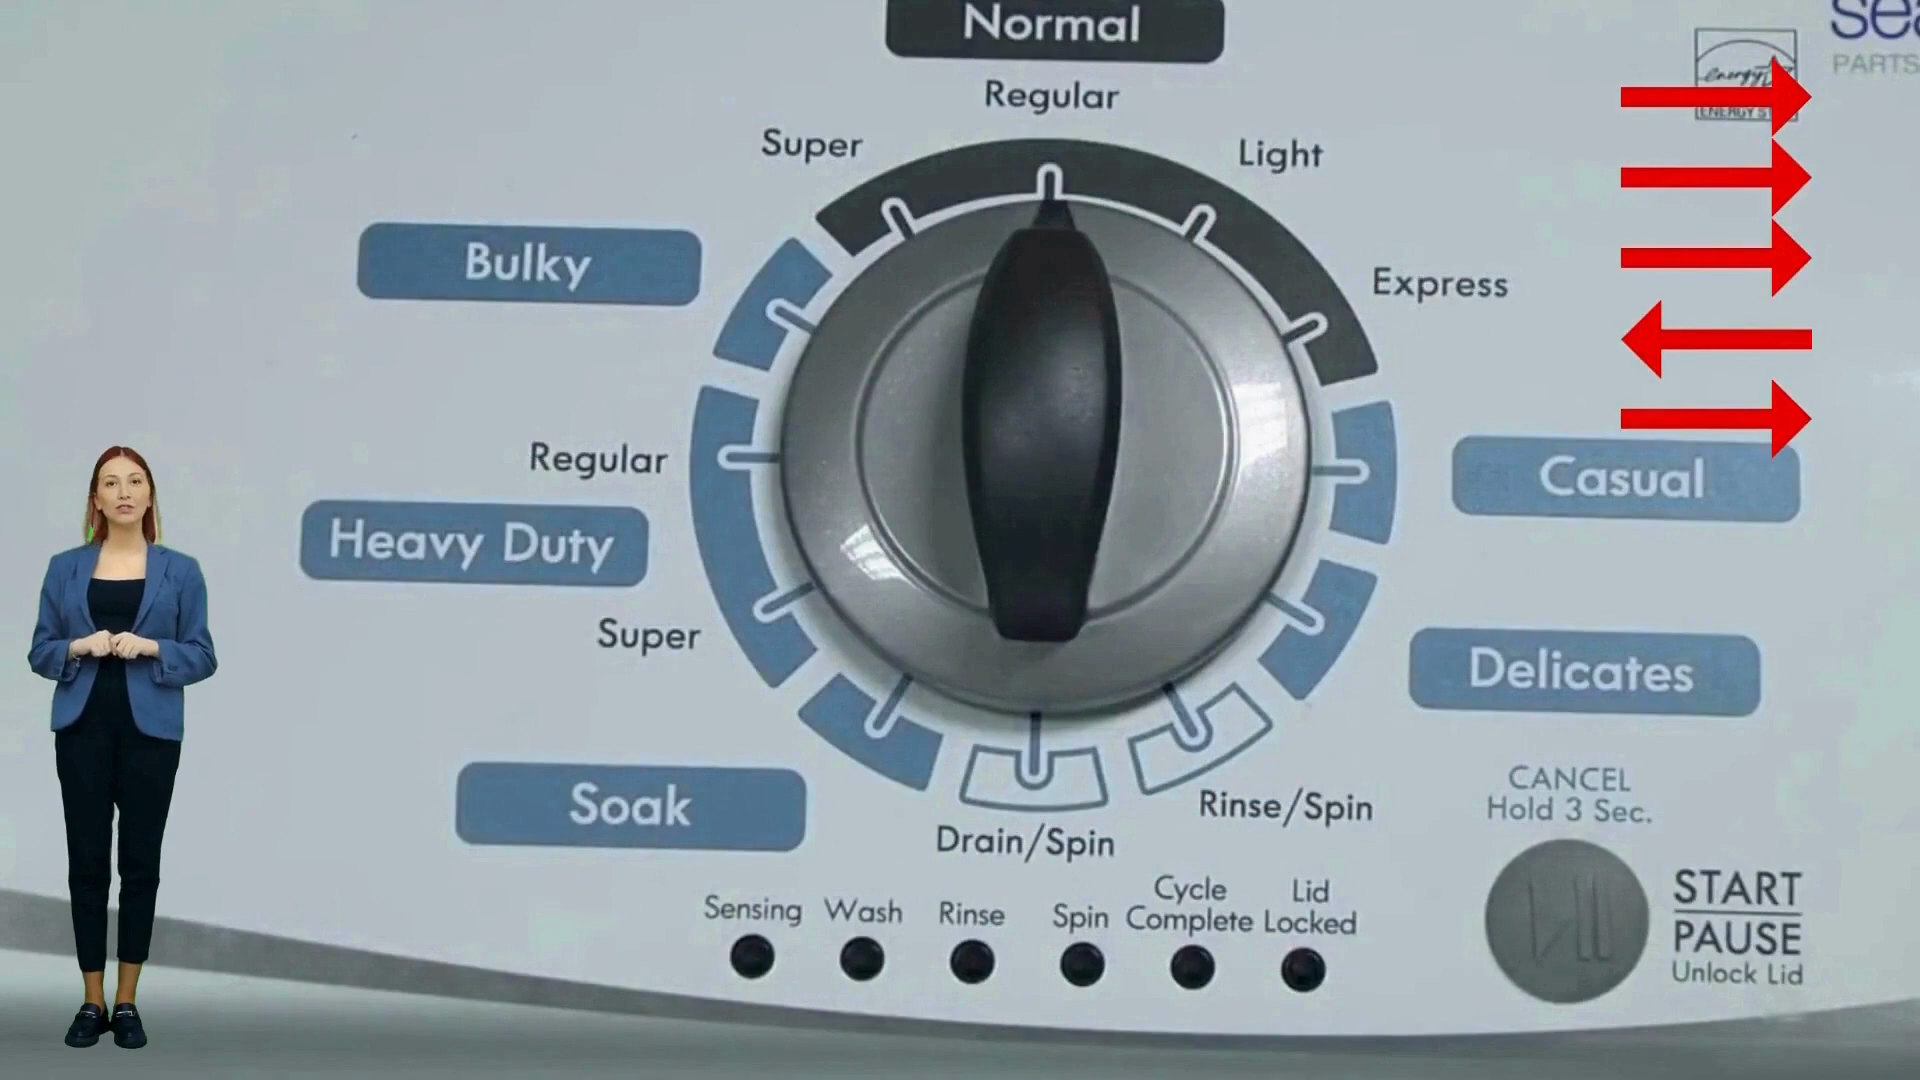 Normal
Regular
Super
Light
Bulky
Express
Regular
Casual
Heavy Duty
Super
Delicates
Soak
CANCEL
Hold 3 Sec.
Rinse/Spin
Drain/Spin
Sensing
Wash
Rinse
Spin
Cycle
Complete
Lid
Locked
START
PAUSE
Unlock Lid
PARTS
energy